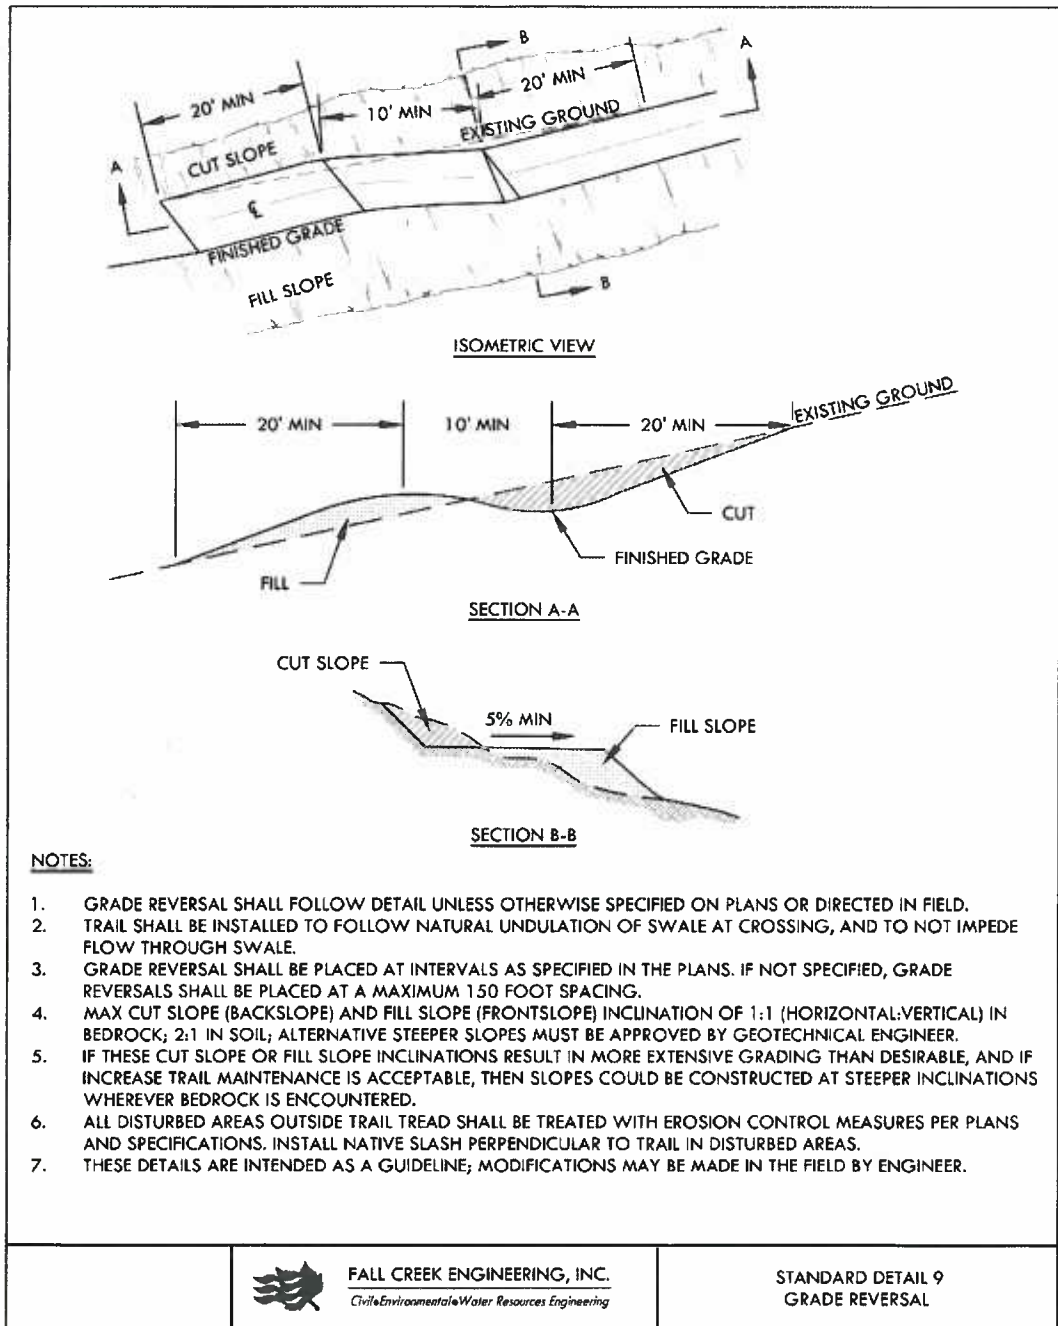 B
A
20' MIN
20' MIN
10' MIN
EXISTING GROUND
CUT SLOPE
A
℄
FINISHED GRADE
FILL SLOPE
B
ISOMETRIC VIEW
EXISTING GROUND
20' MIN
10' MIN
20' MIN
CUT
FINISHED GRADE
FILL
SECTION A-A
CUT SLOPE
5% MIN
FILL SLOPE
SECTION B-B
NOTES:
1. GRADE REVERSAL SHALL FOLLOW DETAIL UNLESS OTHERWISE SPECIFIED ON PLANS OR DIRECTED IN FIELD.
2. TRAIL SHALL BE INSTALLED TO FOLLOW NATURAL UNDULATION OF SWALE AT CROSSING, AND TO NOT IMPEDE
FLOW THROUGH SWALE.
3. GRADE REVERSAL SHALL BE PLACED AT INTERVALS AS SPECIFIED IN THE PLANS. IF NOT SPECIFIED, GRADE
REVERSALS SHALL BE PLACED AT A MAXIMUM 150 FOOT SPACING.
4. MAX CUT SLOPE (BACKSLOPE) AND FILL SLOPE (FRONTSLOPE) INCLINATION OF 1:1 (HORIZONTAL:VERTICAL) IN
BEDROCK; 2:1 IN SOIL; ALTERNATIVE STEEPER SLOPES MUST BE APPROVED BY GEOTECHNICAL ENGINEER.
5. IF THESE CUT SLOPE OR FILL SLOPE INCLINATIONS RESULT IN MORE EXTENSIVE GRADING THAN DESIRABLE, AND IF
INCREASE TRAIL MAINTENANCE IS ACCEPTABLE, THEN SLOPES COULD BE CONSTRUCTED AT STEEPER INCLINATIONS
WHEREVER BEDROCK IS ENCOUNTERED.
6. ALL DISTURBED AREAS OUTSIDE TRAIL TREAD SHALL BE TREATED WITH EROSION CONTROL MEASURES PER PLANS
AND SPECIFICATIONS. INSTALL NATIVE SLASH PERPENDICULAR TO TRAIL IN DISTURBED AREAS.
7. THESE DETAILS ARE INTENDED AS A GUIDELINE; MODIFICATIONS MAY BE MADE IN THE FIELD BY ENGINEER.
FALL CREEK ENGINEERING, INC.
Civil•Environmental•Water Resources Engineering
STANDARD DETAIL 9
GRADE REVERSAL